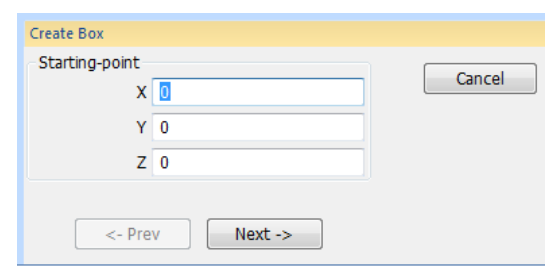 Create Box
Starting-point
Cancel
X 0
Y 0
Z 0
<- Prev Next ->